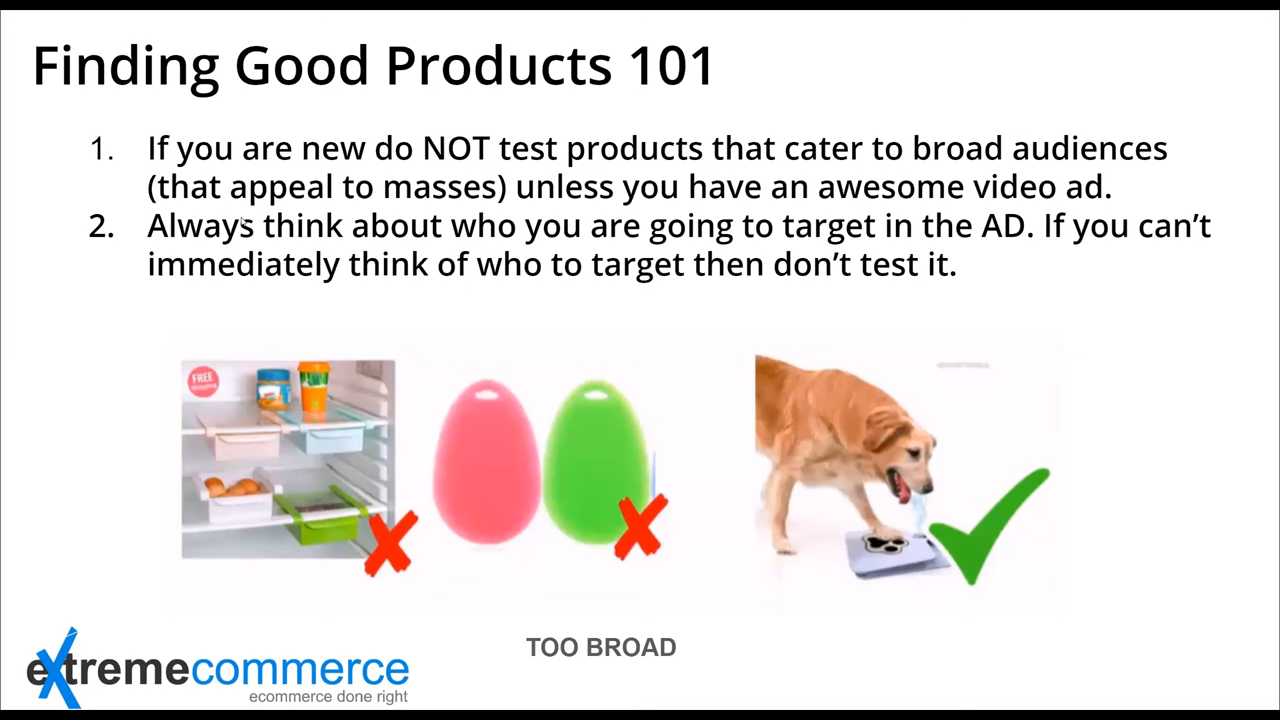 Finding Good Products 101
1. If you are new do NOT test products that cater to broad audiences
(that appeal to masses) unless you have an awesome video ad.
2. Always think about who you are going to target in the AD. If you can't
immediately think of who to target then don't test it.
FREE
TOO BROAD
extremecommerce
ecommerce done right